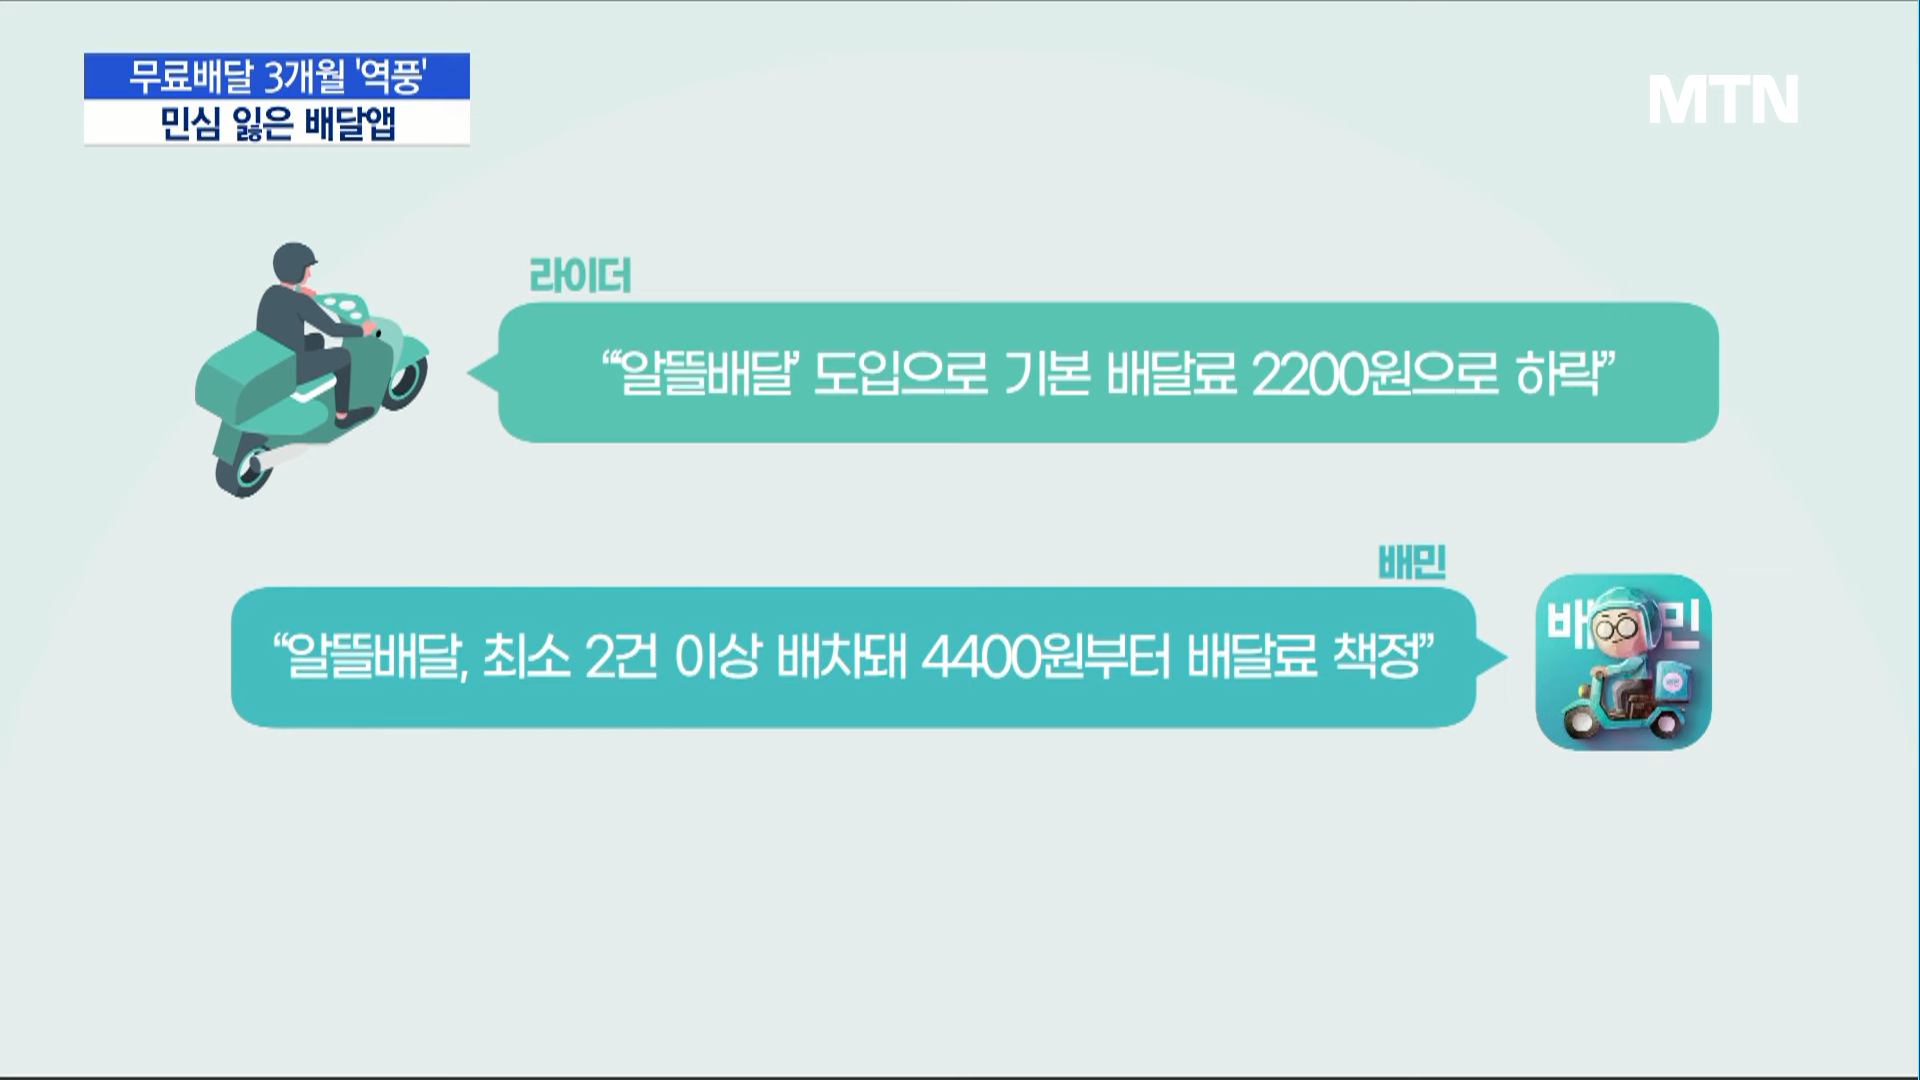 무료배달 3개월 '역풍'
민심 잃은 배달앱
MTN
라이더
“‘알뜰배달’ 도입으로 기본 배달료 2200원으로 하락”
배민
“알뜰배달, 최소 2건 이상 배차돼 4400원부터 배달료 책정”
배민